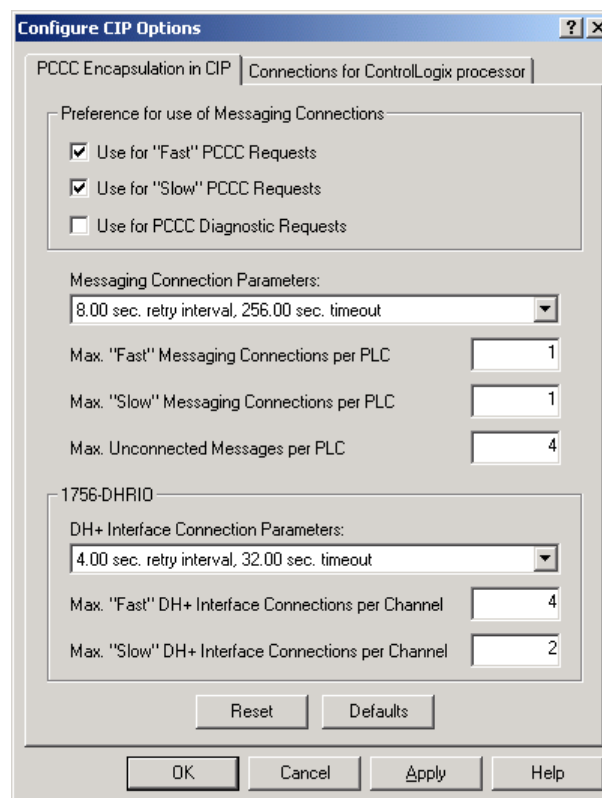 Configure CIP Options
PCCC Encapsulation in CIP
Connections for ControlLogix processor
Preference for use of Messaging Connections
Use for "Fast" PCCC Requests
Use for "Slow" PCCC Requests
Use for PCCC Diagnostic Requests
Messaging Connection Parameters:
8.00 sec. retry interval, 256.00 sec. timeout
Max. "Fast" Messaging Connections per PLC 1
Max. "Slow" Messaging Connections per PLC 1
Max. Unconnected Messages per PLC 4
1756-DHRIO
DH+ Interface Connection Parameters:
4.00 sec. retry interval, 32.00 sec. timeout
Max. "Fast" DH+ Interface Connections per Channel 4
Max. "Slow" DH+ Interface Connections per Channel 2
Reset Defaults
OK Cancel Apply Help